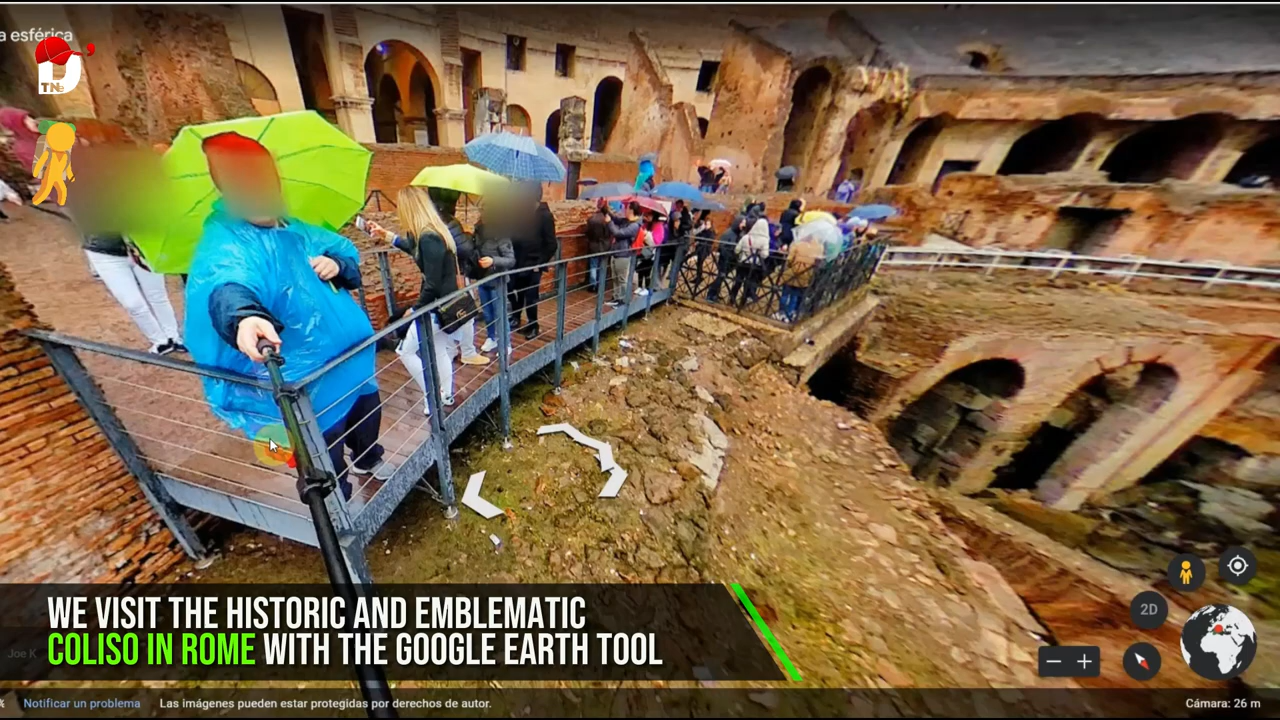 a esférica
D
TNe
WE VISIT THE HISTORIC AND EMBLEMATIC
COLISO IN ROME WITH THE GOOGLE EARTH TOOL
2D
Joe K
%
Notificar un problema
Las imágenes pueden estar protegidas por derechos de autor.
Cámara: 26 m